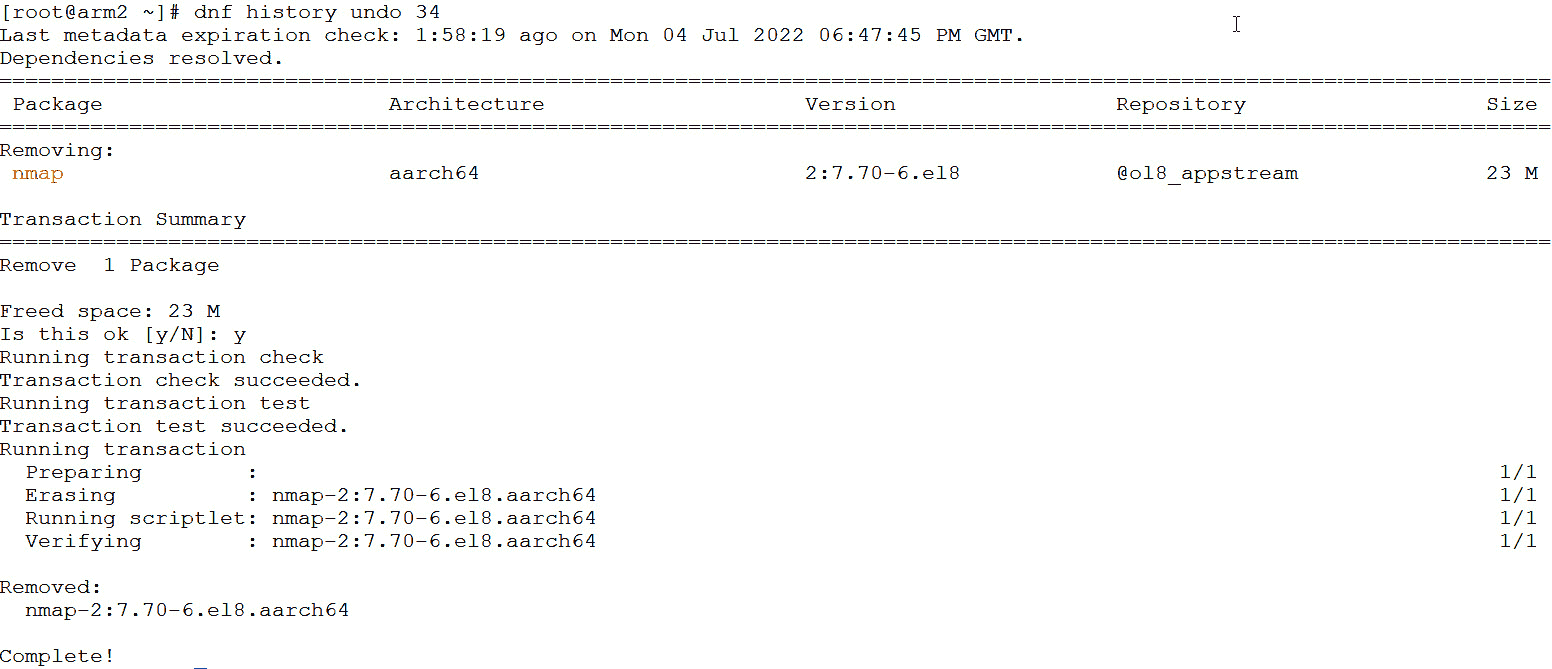 [root@arm2 ~]# dnf history undo 34
Last metadata expiration check: 1:58:19 ago on Mon 04 Jul 2022 06:47:45 PM GMT.
Dependencies resolved.
================================================================================
Package Architecture Version Repository Size
================================================================================
Removing:
nmap aarch64 2:7.70-6.el8 @ol8_appstream 23 M
Transaction Summary
================================================================================
Remove 1 Package
Freed space: 23 M
Is this ok [y/N]: y
Running transaction check
Transaction check succeeded.
Running transaction test
Transaction test succeeded.
Running transaction
Preparing : 1/1
Erasing : nmap-2:7.70-6.el8.aarch64 1/1
Running scriptlet: nmap-2:7.70-6.el8.aarch64 1/1
Verifying : nmap-2:7.70-6.el8.aarch64 1/1
Removed:
nmap-2:7.70-6.el8.aarch64
Complete!